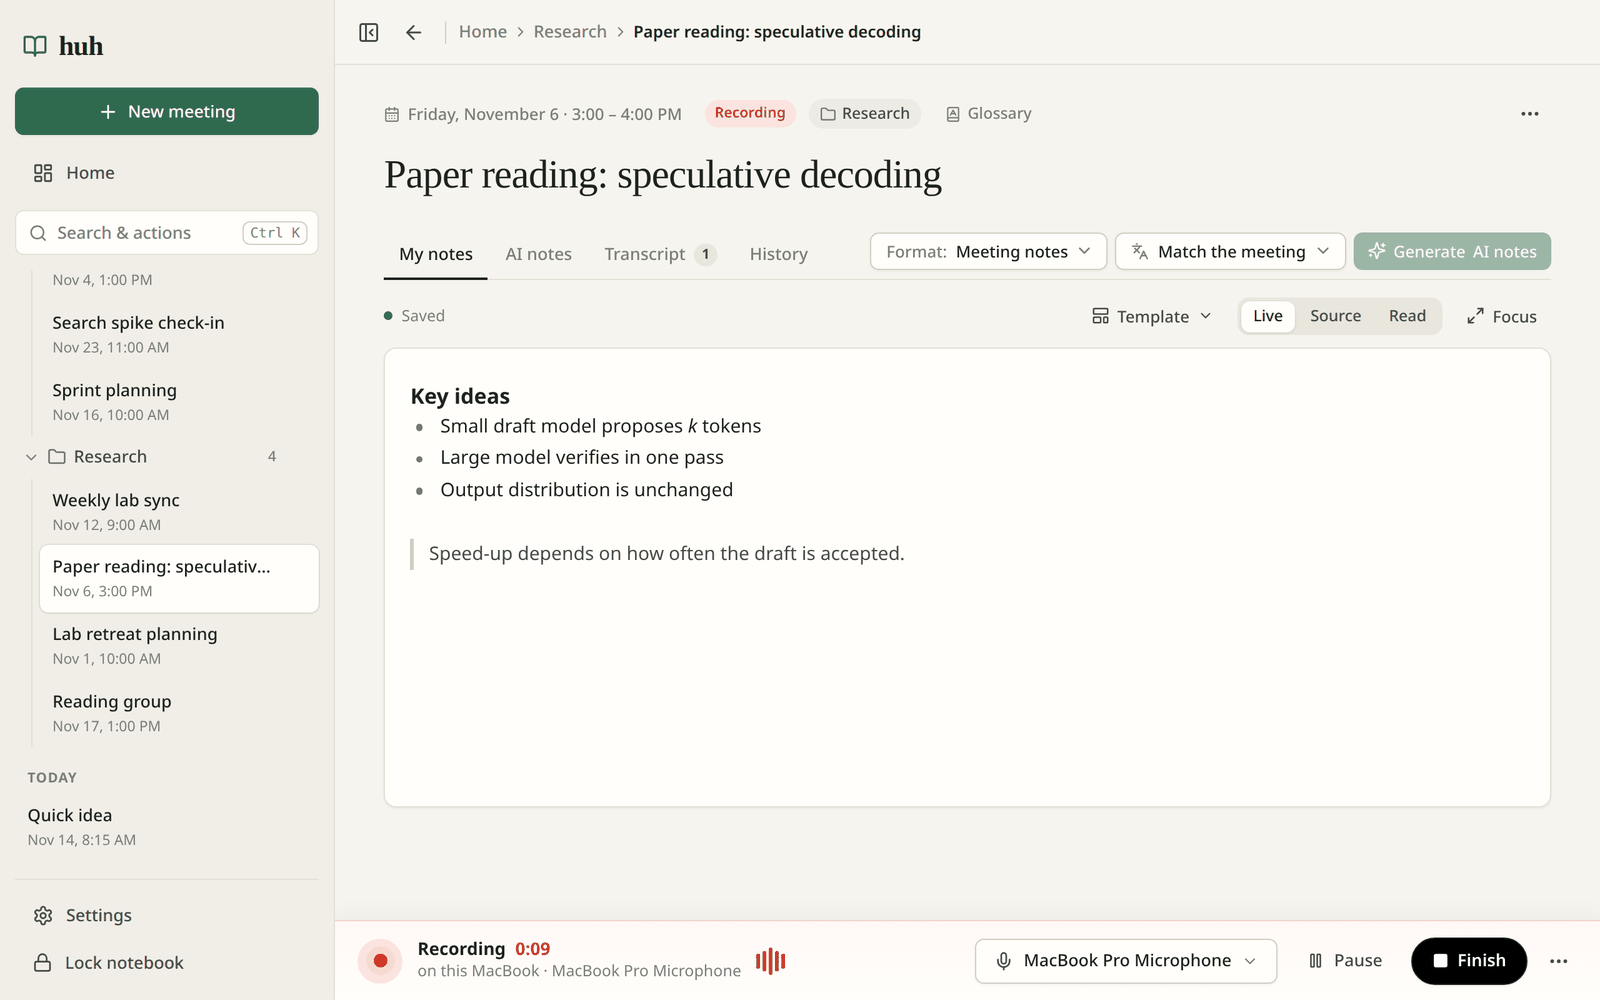 huh
New meeting
Home
Search & actions Ctrl K
Nov 4, 1:00 PM
Search spike check-in
Nov 23, 11:00 AM
Sprint planning
Nov 16, 10:00 AM
Research 4
Weekly lab sync
Nov 12, 9:00 AM
Paper reading: speculativ...
Nov 6, 3:00 PM
Lab retreat planning
Nov 1, 10:00 AM
Reading group
Nov 17, 1:00 PM
TODAY
Quick idea
Nov 14, 8:15 AM
Settings
Lock notebook
Home > Research > Paper reading: speculative decoding
Friday, November 6 · 3:00 – 4:00 PM Recording Research Glossary
Paper reading: speculative decoding
My notes AI notes Transcript 1 History Format: Meeting notes Match the meeting Generate AI notes
Saved Template Live Source Read Focus
Key ideas
• Small draft model proposes k tokens
• Large model verifies in one pass
• Output distribution is unchanged
Speed-up depends on how often the draft is accepted.
Recording 0:09
on this MacBook · MacBook Pro Microphone
MacBook Pro Microphone Pause Finish